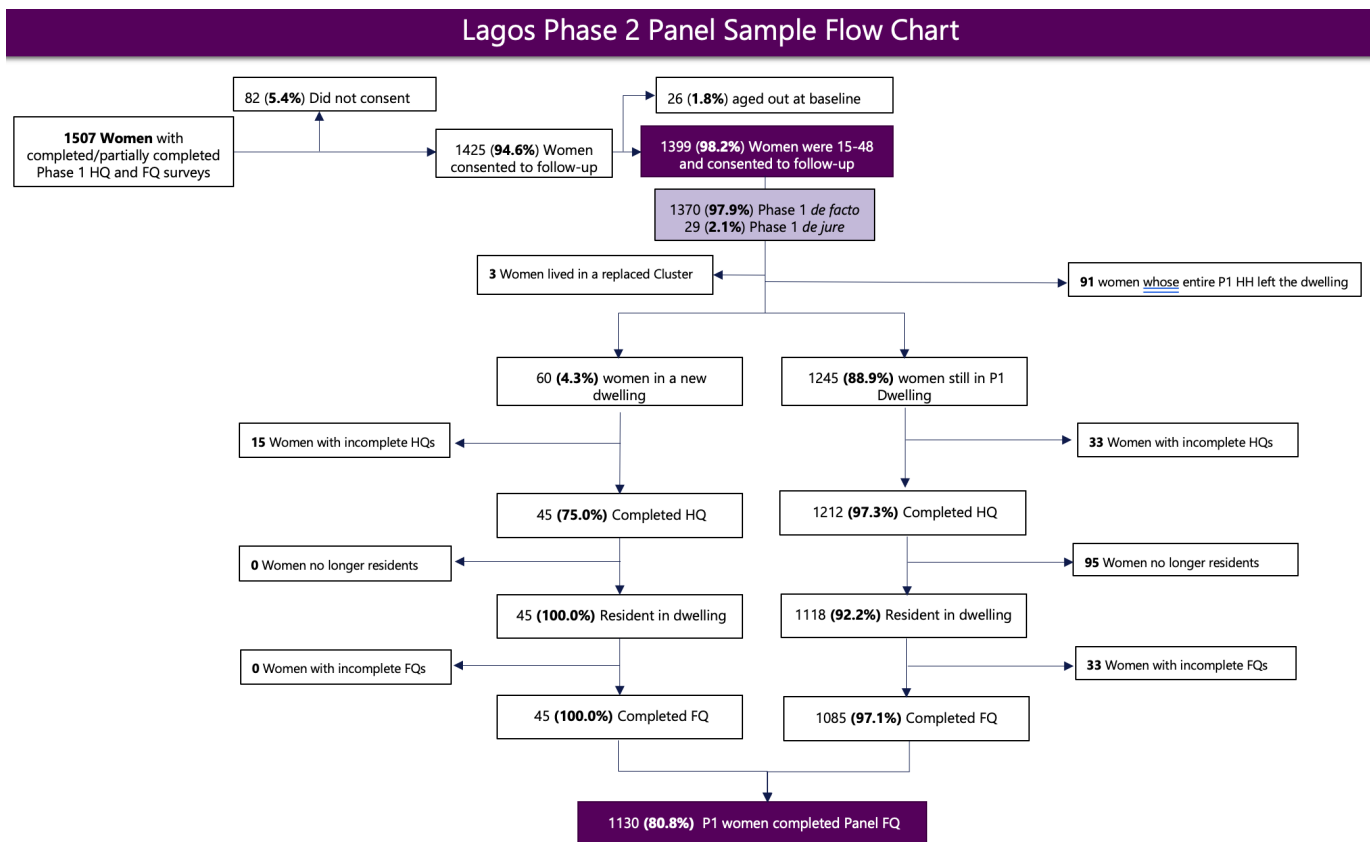 Lagos Phase 2 Panel Sample Flow Chart
82 (5.4%) Did not consent
26 (1.8%) aged out at baseline
1507 Women with
completed/partially completed
Phase 1 HQ and FQ surveys
1425 (94.6%) Women
consented to follow-up
1399 (98.2%) Women were 15-48
and consented to follow-up
1370 (97.9%) Phase 1 de facto
29 (2.1%) Phase 1 de jure
3 Women lived in a replaced Cluster
91 women whose entire P1 HH left the dwelling
60 (4.3%) women in a new
dwelling
1245 (88.9%) women still in P1
Dwelling
15 Women with incomplete HQs
33 Women with incomplete HQs
45 (75.0%) Completed HQ
1212 (97.3%) Completed HQ
0 Women no longer residents
95 Women no longer residents
45 (100.0%) Resident in dwelling
1118 (92.2%) Resident in dwelling
0 Women with incomplete FQs
33 Women with incomplete FQs
45 (100.0%) Completed FQ
1085 (97.1%) Completed FQ
1130 (80.8%) P1 women completed Panel FQ